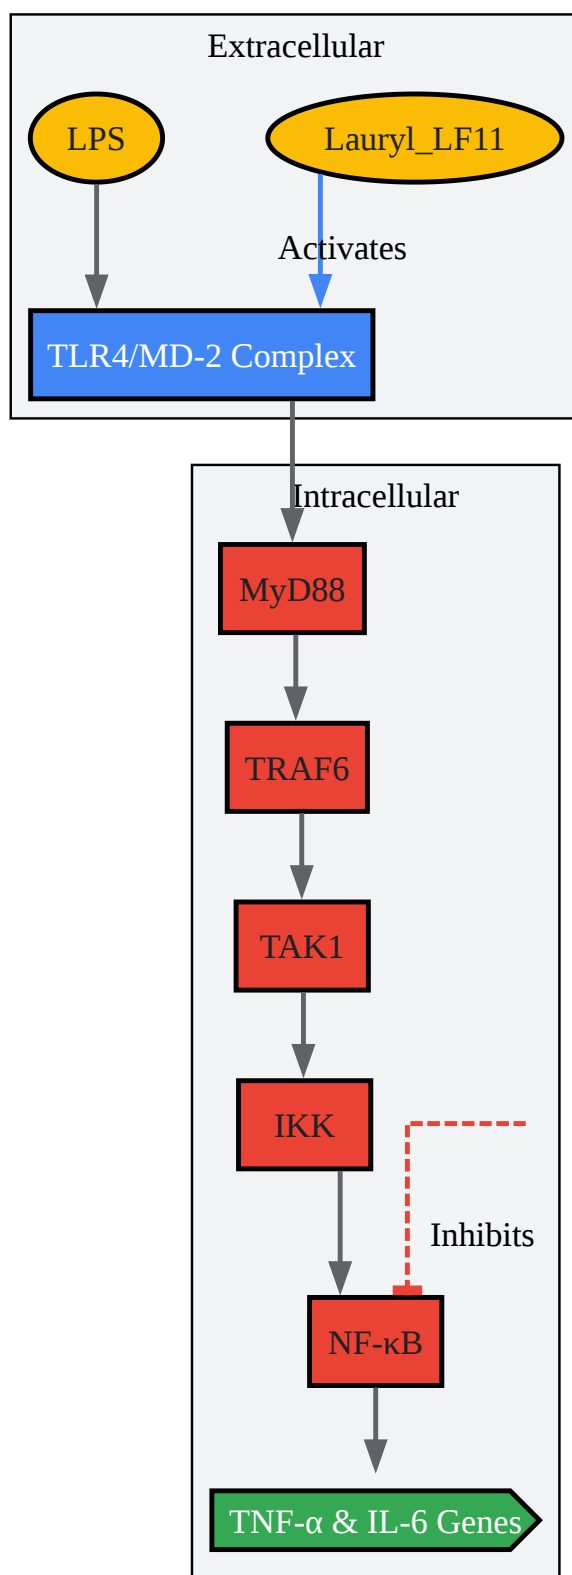 Extracellular
LPS
Lauryl_LF11
Activates
TLR4/MD-2 Complex
Intracellular
MyD88
TRAF6
TAK1
IKK
Inhibits
NF-κB
TNF-α & IL-6 Genes